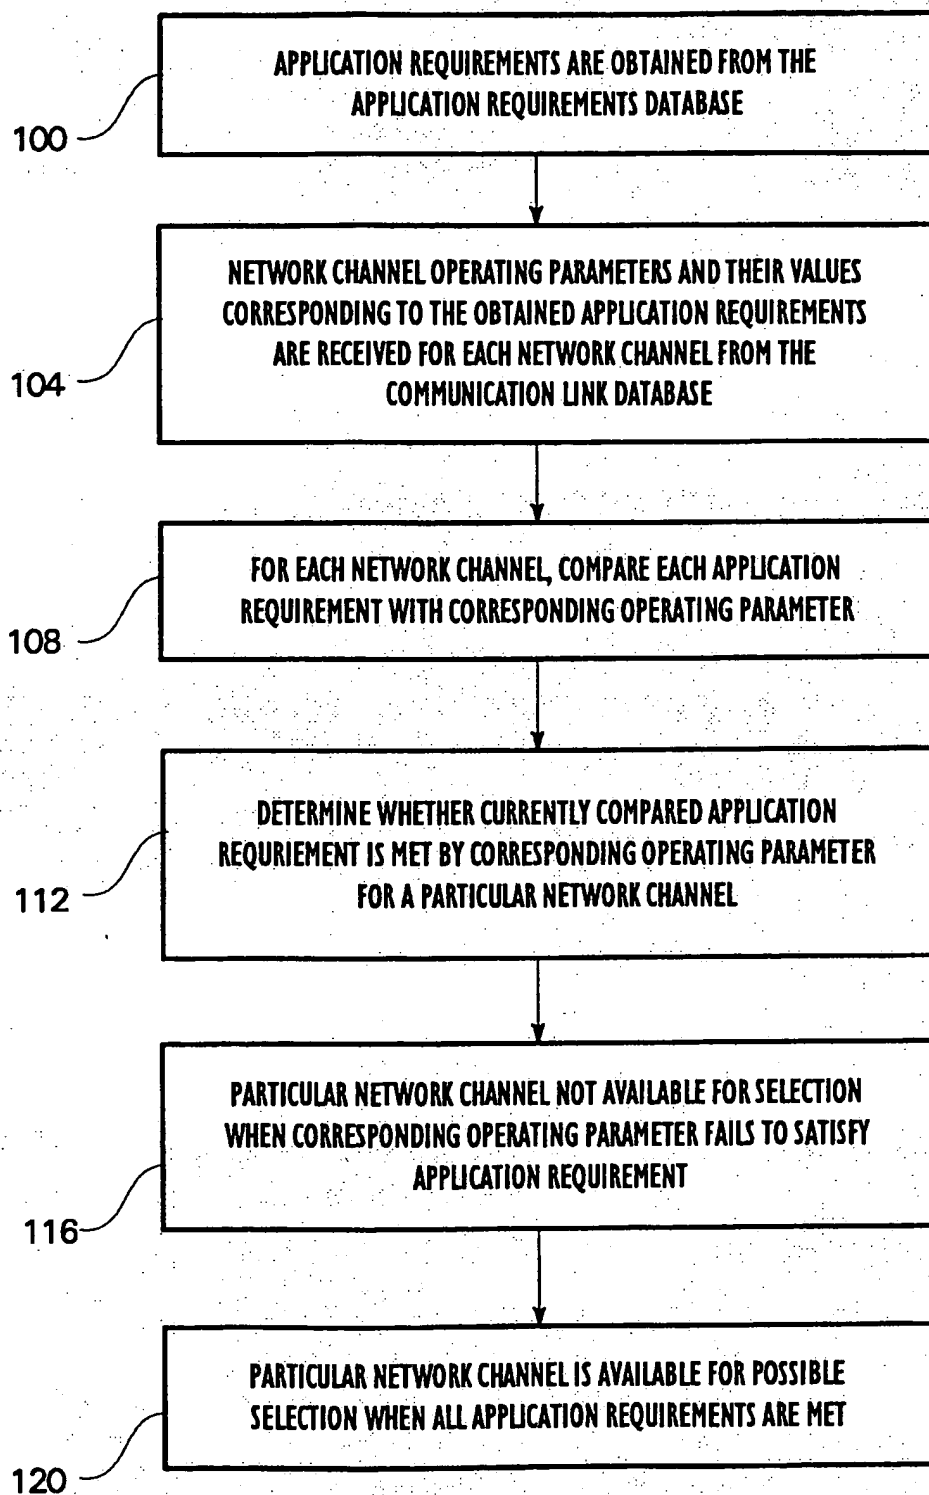 APPLICATION REQUIREMENTS ARE OBTAINED FROM THE
APPLICATION REQUIREMENTS DATABASE
100
NETWORK CHANNEL OPERATING PARAMETERS AND THEIR VALUES
CORRESPONDING TO THE OBTAINED APPLICATION REQUIREMENTS
ARE RECEIVED FOR EACH NETWORK CHANNEL FROM THE
COMMUNICATION LINK DATABASE
104
FOR EACH NETWORK CHANNEL, COMPARE EACH APPLICATION
REQUIREMENT WITH CORRESPONDING OPERATING PARAMETER
108
DETERMINE WHETHER CURRENTLY COMPARED APPLICATION
REQURIEMENT IS MET BY CORRESPONDING OPERATING PARAMETER
FOR A PARTICULAR NETWORK CHANNEL
112
PARTICULAR NETWORK CHANNEL NOT AVAILABLE FOR SELECTION
WHEN CORRESPONDING OPERATING PARAMETER FAILS TO SATISFY
APPLICATION REQUIREMENT
116
PARTICULAR NETWORK CHANNEL IS AVAILABLE FOR POSSIBLE
SELECTION WHEN ALL APPLICATION REQUIREMENTS ARE MET
120